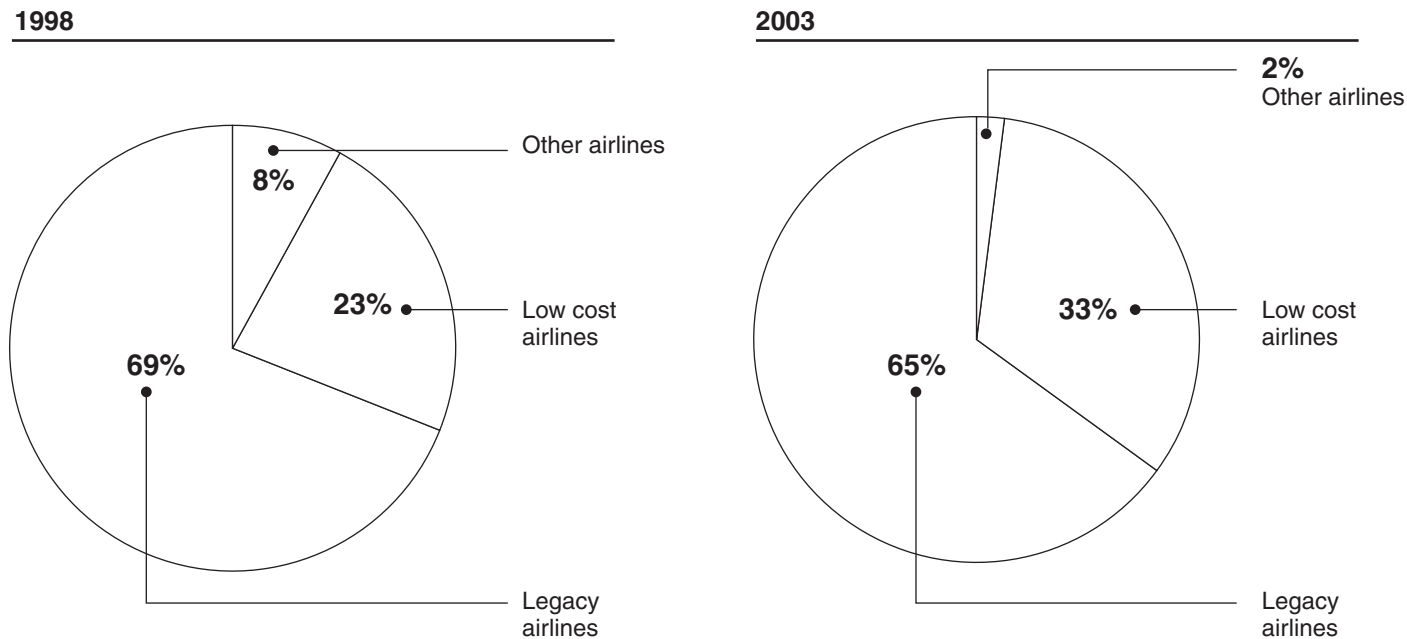 1998
Other airlines
8%
23%
Low cost
airlines
69%
Legacy
airlines
2003
2%
Other airlines
33%
Low cost
airlines
65%
Legacy
airlines